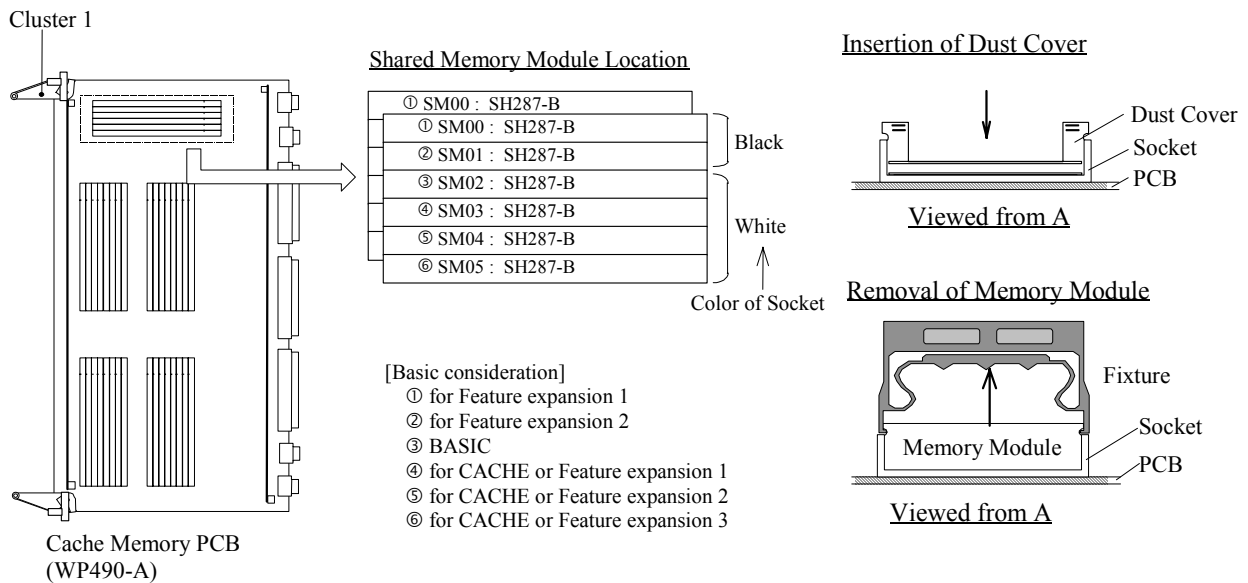 Cluster 1
Cache Memory PCB
(WP490-A)
Shared Memory Module Location
① SM00 : SH287-B
① SM00 : SH287-B
② SM01 : SH287-B
③ SM02 : SH287-B
④ SM03 : SH287-B
⑤ SM04 : SH287-B
⑥ SM05 : SH287-B
Black
White
Color of Socket
[Basic consideration]
① for Feature expansion 1
② for Feature expansion 2
③ BASIC
④ for CACHE or Feature expansion 1
⑤ for CACHE or Feature expansion 2
⑥ for CACHE or Feature expansion 3
Insertion of Dust Cover
Dust Cover
Socket
PCB
Viewed from A
Removal of Memory Module
Fixture
Memory Module
Socket
PCB
Viewed from A